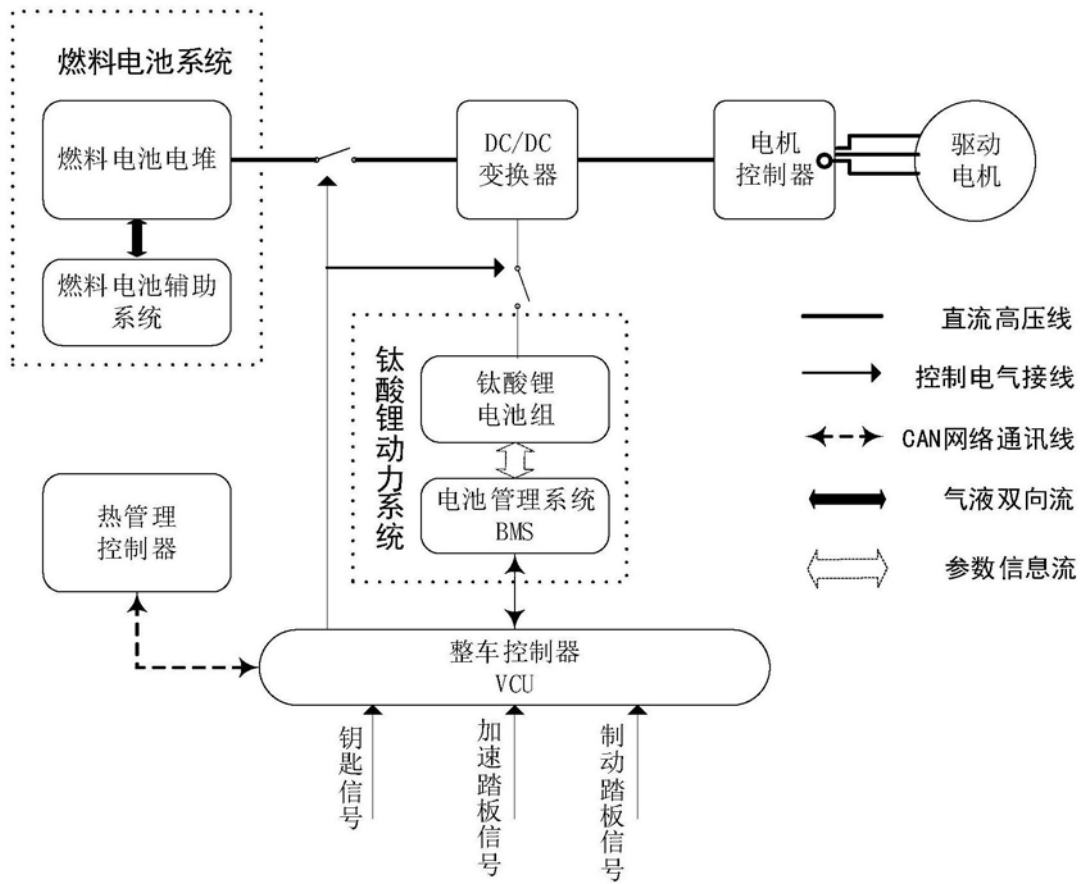 燃料电池系统
燃料电池电堆
燃料电池辅助
系统
DC/DC
变换器
电机
控制器
驱动
电机
钛酸锂动力系统
钛酸锂
电池组
电池管理系统
BMS
热管理
控制器
整车控制器
VCU
钥匙信号
加速踏板信号
制动踏板信号
直流高压线
控制电气接线
CAN网络通讯线
气液双向流
参数信息流